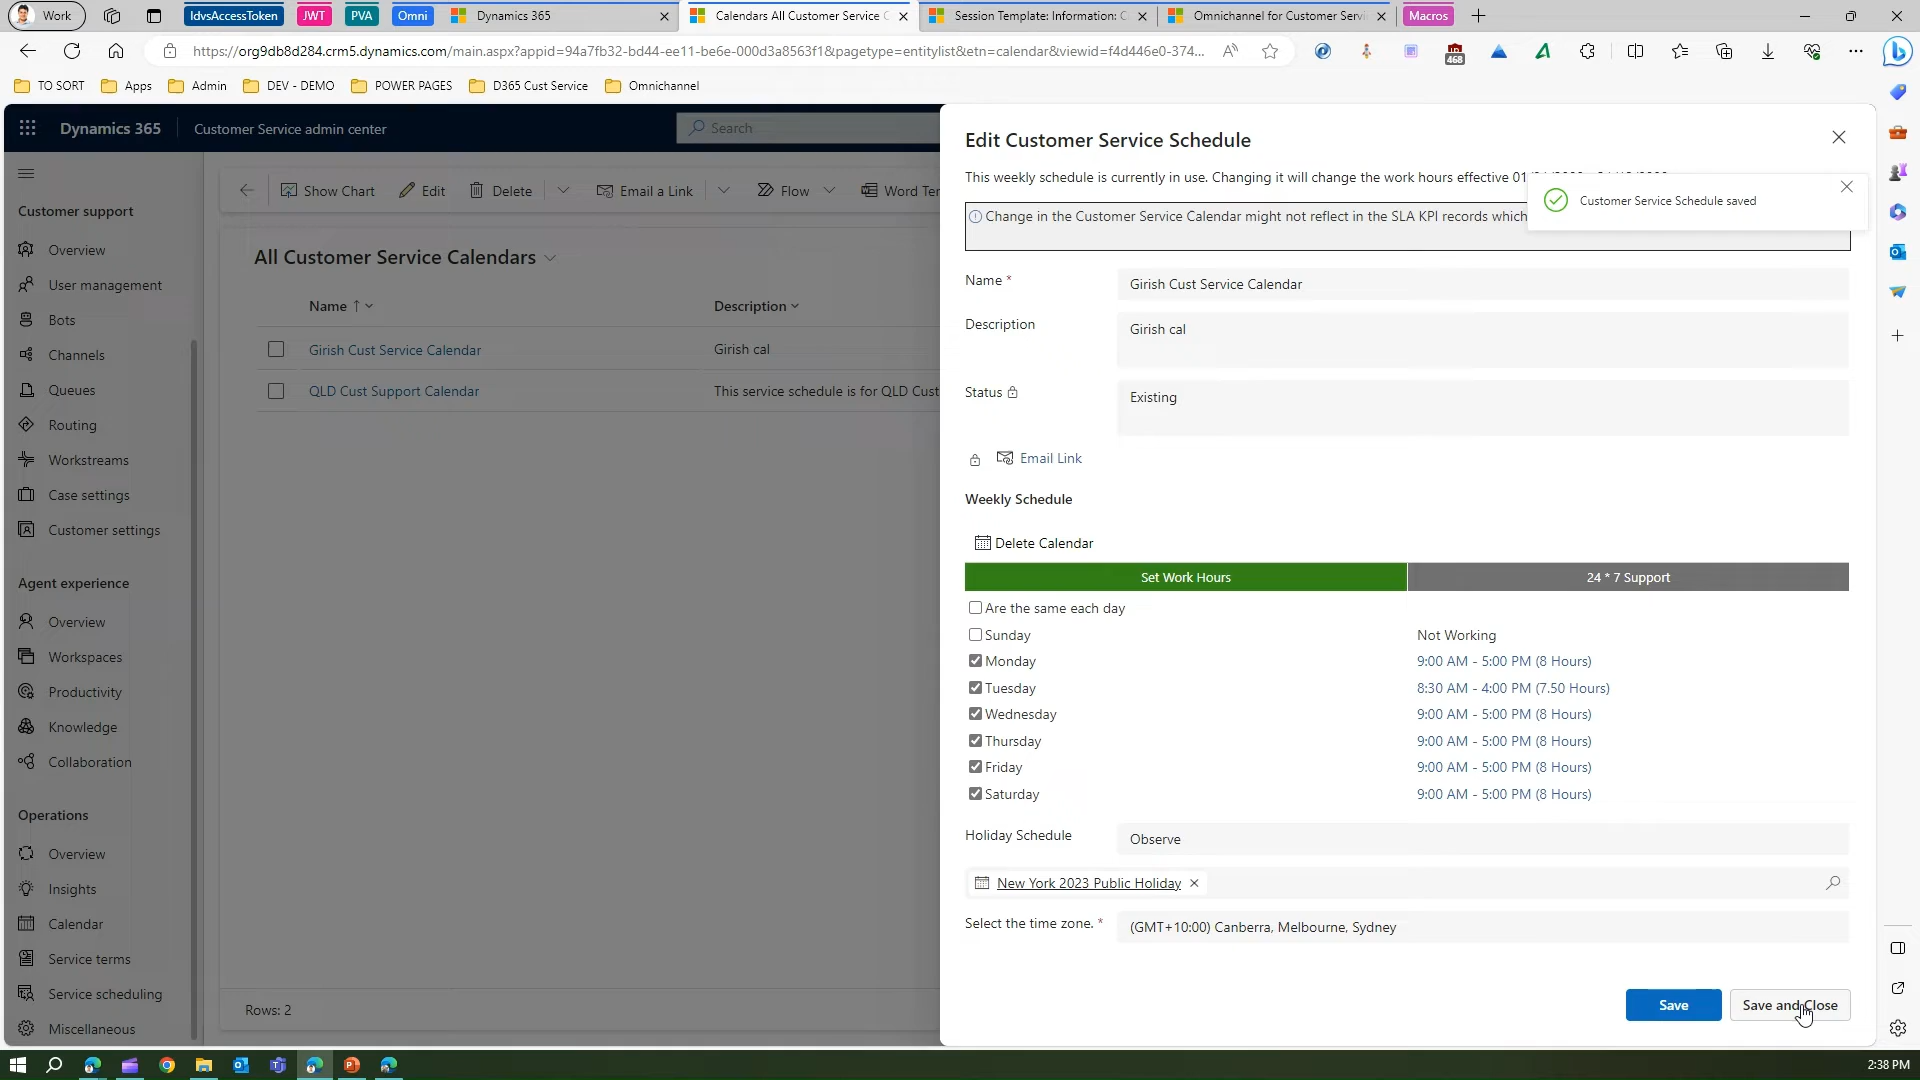 Work
IdvsAccessToken
JWT
PVA
Omni
Dynamics 365
Calendars All Customer Service C
Session Template: Information: C
Omnichannel for Customer Servi
Macros
https://org9db8d284.crm5.dynamics.com/main.aspx?appid=94a7fb32-bd44-ee11-be6e-000d3a8563f1&pagetype=entitylist&etn=calendar&viewid=f4d446e0-374...
468
TO SORT
Apps
Admin
DEV - DEMO
POWER PAGES
D365 Cust Service
Omnichannel
Dynamics 365
Customer Service admin center
Search
Customer support
Overview
User management
Bots
Channels
Queues
Routing
Workstreams
Case settings
Customer settings
Agent experience
Overview
Workspaces
Productivity
Knowledge
Collaboration
Operations
Overview
Insights
Calendar
Service terms
Service scheduling
Miscellaneous
Show Chart
Edit
Delete
Email a Link
Flow
Word Ter
All Customer Service Calendars
Name ↑
Description
Girish Cust Service Calendar
Girish cal
QLD Cust Support Calendar
This service schedule is for QLD Cust
Rows: 2
Edit Customer Service Schedule
This weekly schedule is currently in use. Changing it will change the work hours effective 01
Customer Service Schedule saved
Change in the Customer Service Calendar might not reflect in the SLA KPI records which
Name *
Girish Cust Service Calendar
Description
Girish cal
Status
Existing
Email Link
Weekly Schedule
Delete Calendar
Set Work Hours
24 * 7 Support
Are the same each day
Sunday
Not Working
Monday
9:00 AM - 5:00 PM (8 Hours)
Tuesday
8:30 AM - 4:00 PM (7.50 Hours)
Wednesday
9:00 AM - 5:00 PM (8 Hours)
Thursday
9:00 AM - 5:00 PM (8 Hours)
Friday
9:00 AM - 5:00 PM (8 Hours)
Saturday
9:00 AM - 5:00 PM (8 Hours)
Holiday Schedule
Observe
New York 2023 Public Holiday
Select the time zone. *
(GMT+10:00) Canberra, Melbourne, Sydney
Save
Save and Close
2:38 PM